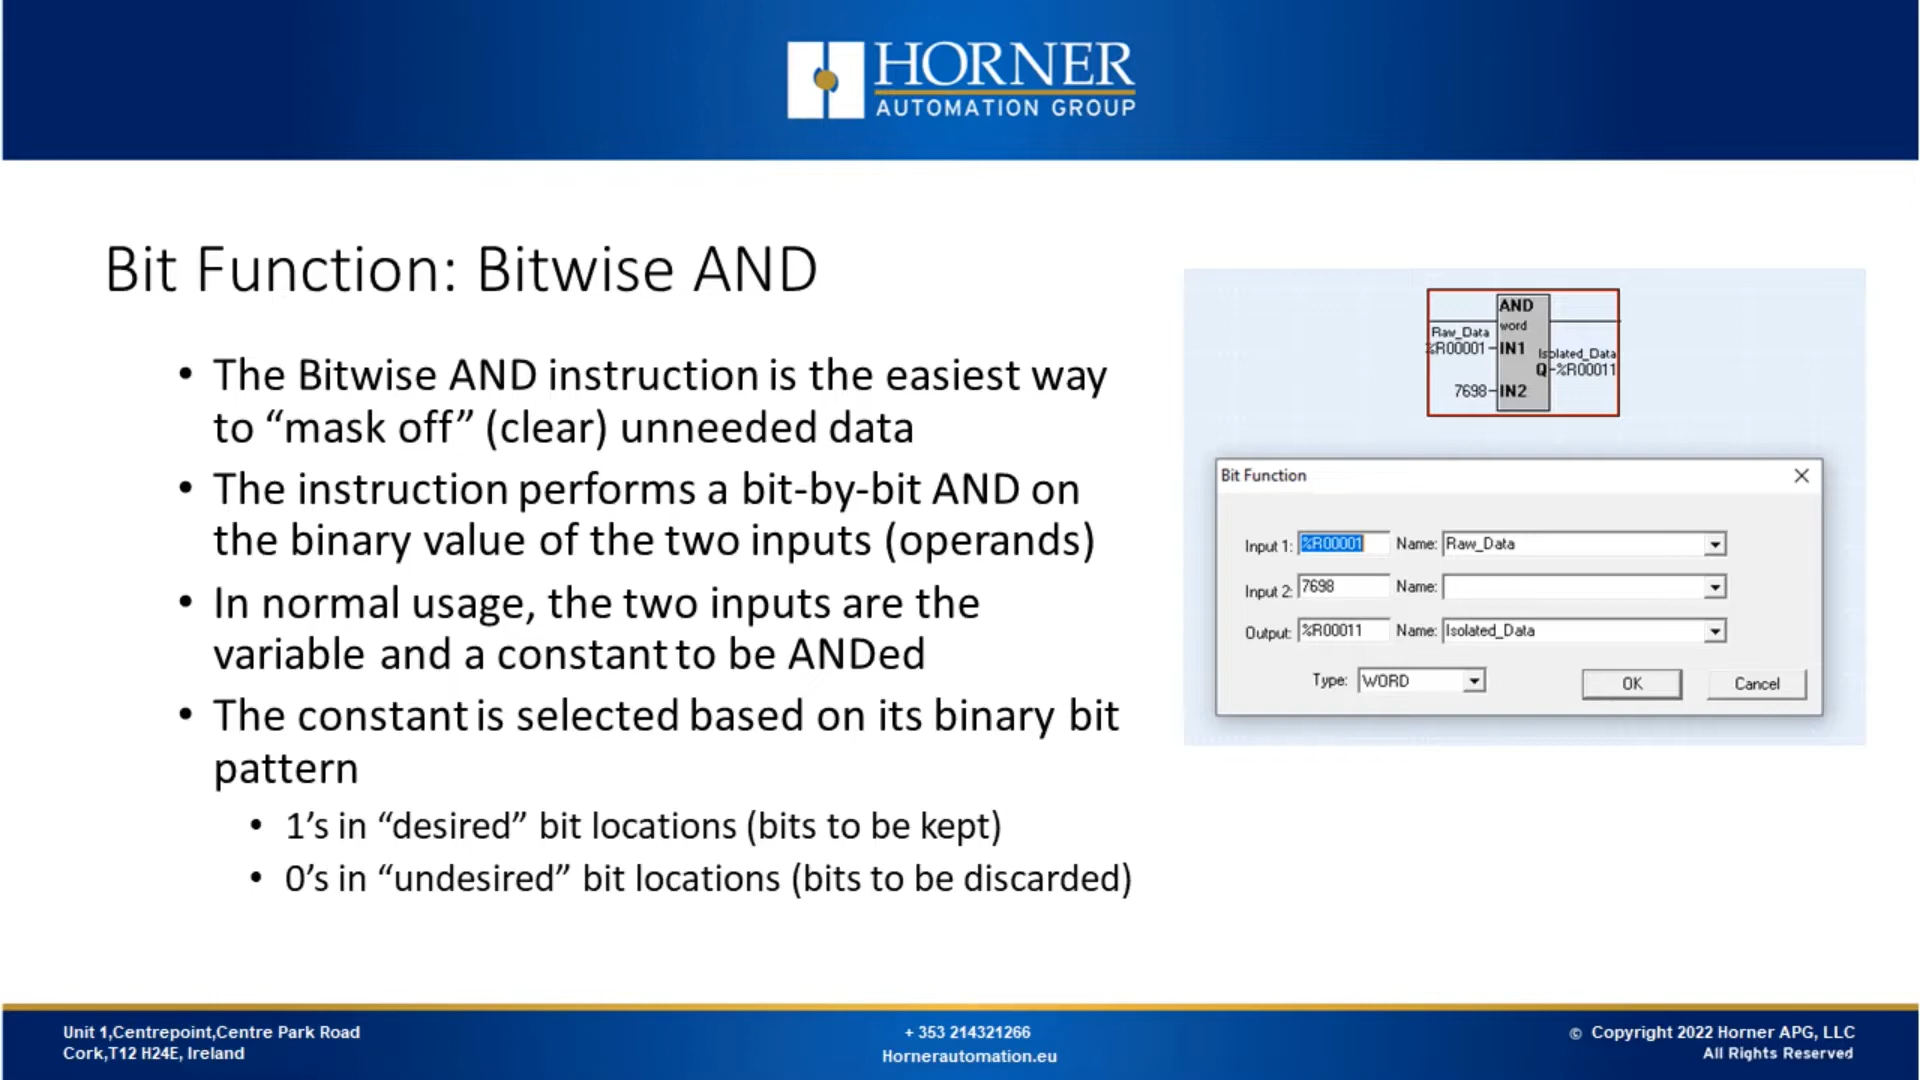 HORNER
AUTOMATION GROUP
Bit Function: Bitwise AND
• The Bitwise AND instruction is the easiest way
to “mask off” (clear) unneeded data
• The instruction performs a bit-by-bit AND on
the binary value of the two inputs (operands)
• In normal usage, the two inputs are the
variable and a constant to be ANDed
• The constant is selected based on its binary bit
pattern
• 1’s in “desired” bit locations (bits to be kept)
• 0’s in “undesired” bit locations (bits to be discarded)
AND
word
Raw_Data
%R00001 IN1
Isolated_Data
Q %R00011
7698 IN2
Bit Function
Input 1: %R00001 Name: Raw_Data
Input 2: 7698 Name:
Output: %R00011 Name: Isolated_Data
Type: WORD OK Cancel
Unit 1,Centrepoint,Centre Park Road
Cork,T12 H24E, Ireland
+ 353 214321266
Hornerautomation.eu
© Copyright 2022 Horner APG, LLC
All Rights Reserved